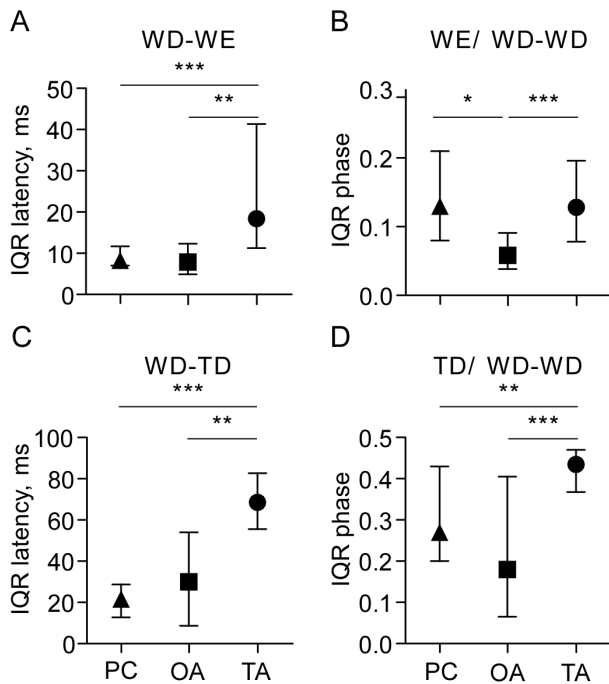 A
WD-WE
***
**
IQR latency, ms
50
40
30
20
10
0
B
WE/ WD-WD
*
***
IQR phase
0.3
0.2
0.1
0.0
C
WD-TD
***
**
IQR latency, ms
100
80
60
40
20
0
PC OA TA
D
TD/ WD-WD
**
***
IQR phase
0.5
0.4
0.3
0.2
0.1
0.0
PC OA TA